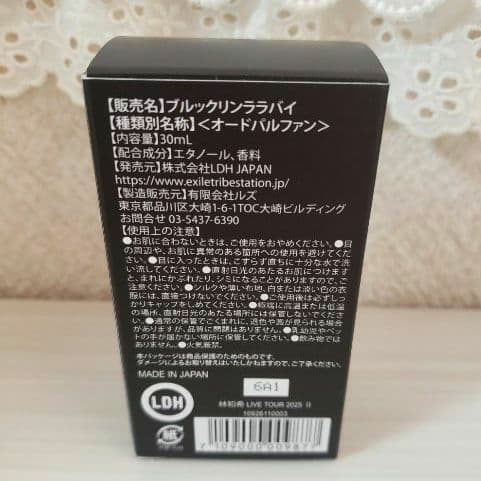 【販売名】ブルックリンララバイ
【種類別名称】<オードパルファン>
【内容量】30mL
【配合成分】エタノール、香料
【発売元】株式会社LDH JAPAN
https://www.exiletribestation.jp/
【製造販売元】有限会社ルズ
東京都品川区大崎1-6-1TOC大崎ビルディング
お問合せ 03-5437-6390
【使用上の注意】
●お肌に合わないときは、ご使用をおやめください。●目
の周辺や、お肌に異常のある箇所への使用を避けてくだ
さい。●目に入ったときは、こすらず直ちに十分な水で洗
い流してください。●直射日光のあたるお肌につけます
と、まれにかぶれたり、シミになることがありますので、ご
注意ください。●シルクや薄い布地、白または淡い色の衣
服には、直接つけないでください。●ご使用後は必ずしっ
かりキャップをしめてください。●極端に高温または低温
の場所、直射日光のあたる場所には保管しないでくださ
い。●通常の保管でごくまれに、退色や澱が見られる場合
がありますが、品質に問題はありません。●乳幼児やペッ
トの手が届かない場所に保管してください。●飲み物では
ありません。●火気厳禁。
本パッケージは商品保護のためのものです。
ダメージによるお取り替えはいたしかねますので、ご了承ください。
MADE IN JAPAN
6A1
LDH
林和希 LIVE TOUR 2025 II
10926110003
紙
7109000009877